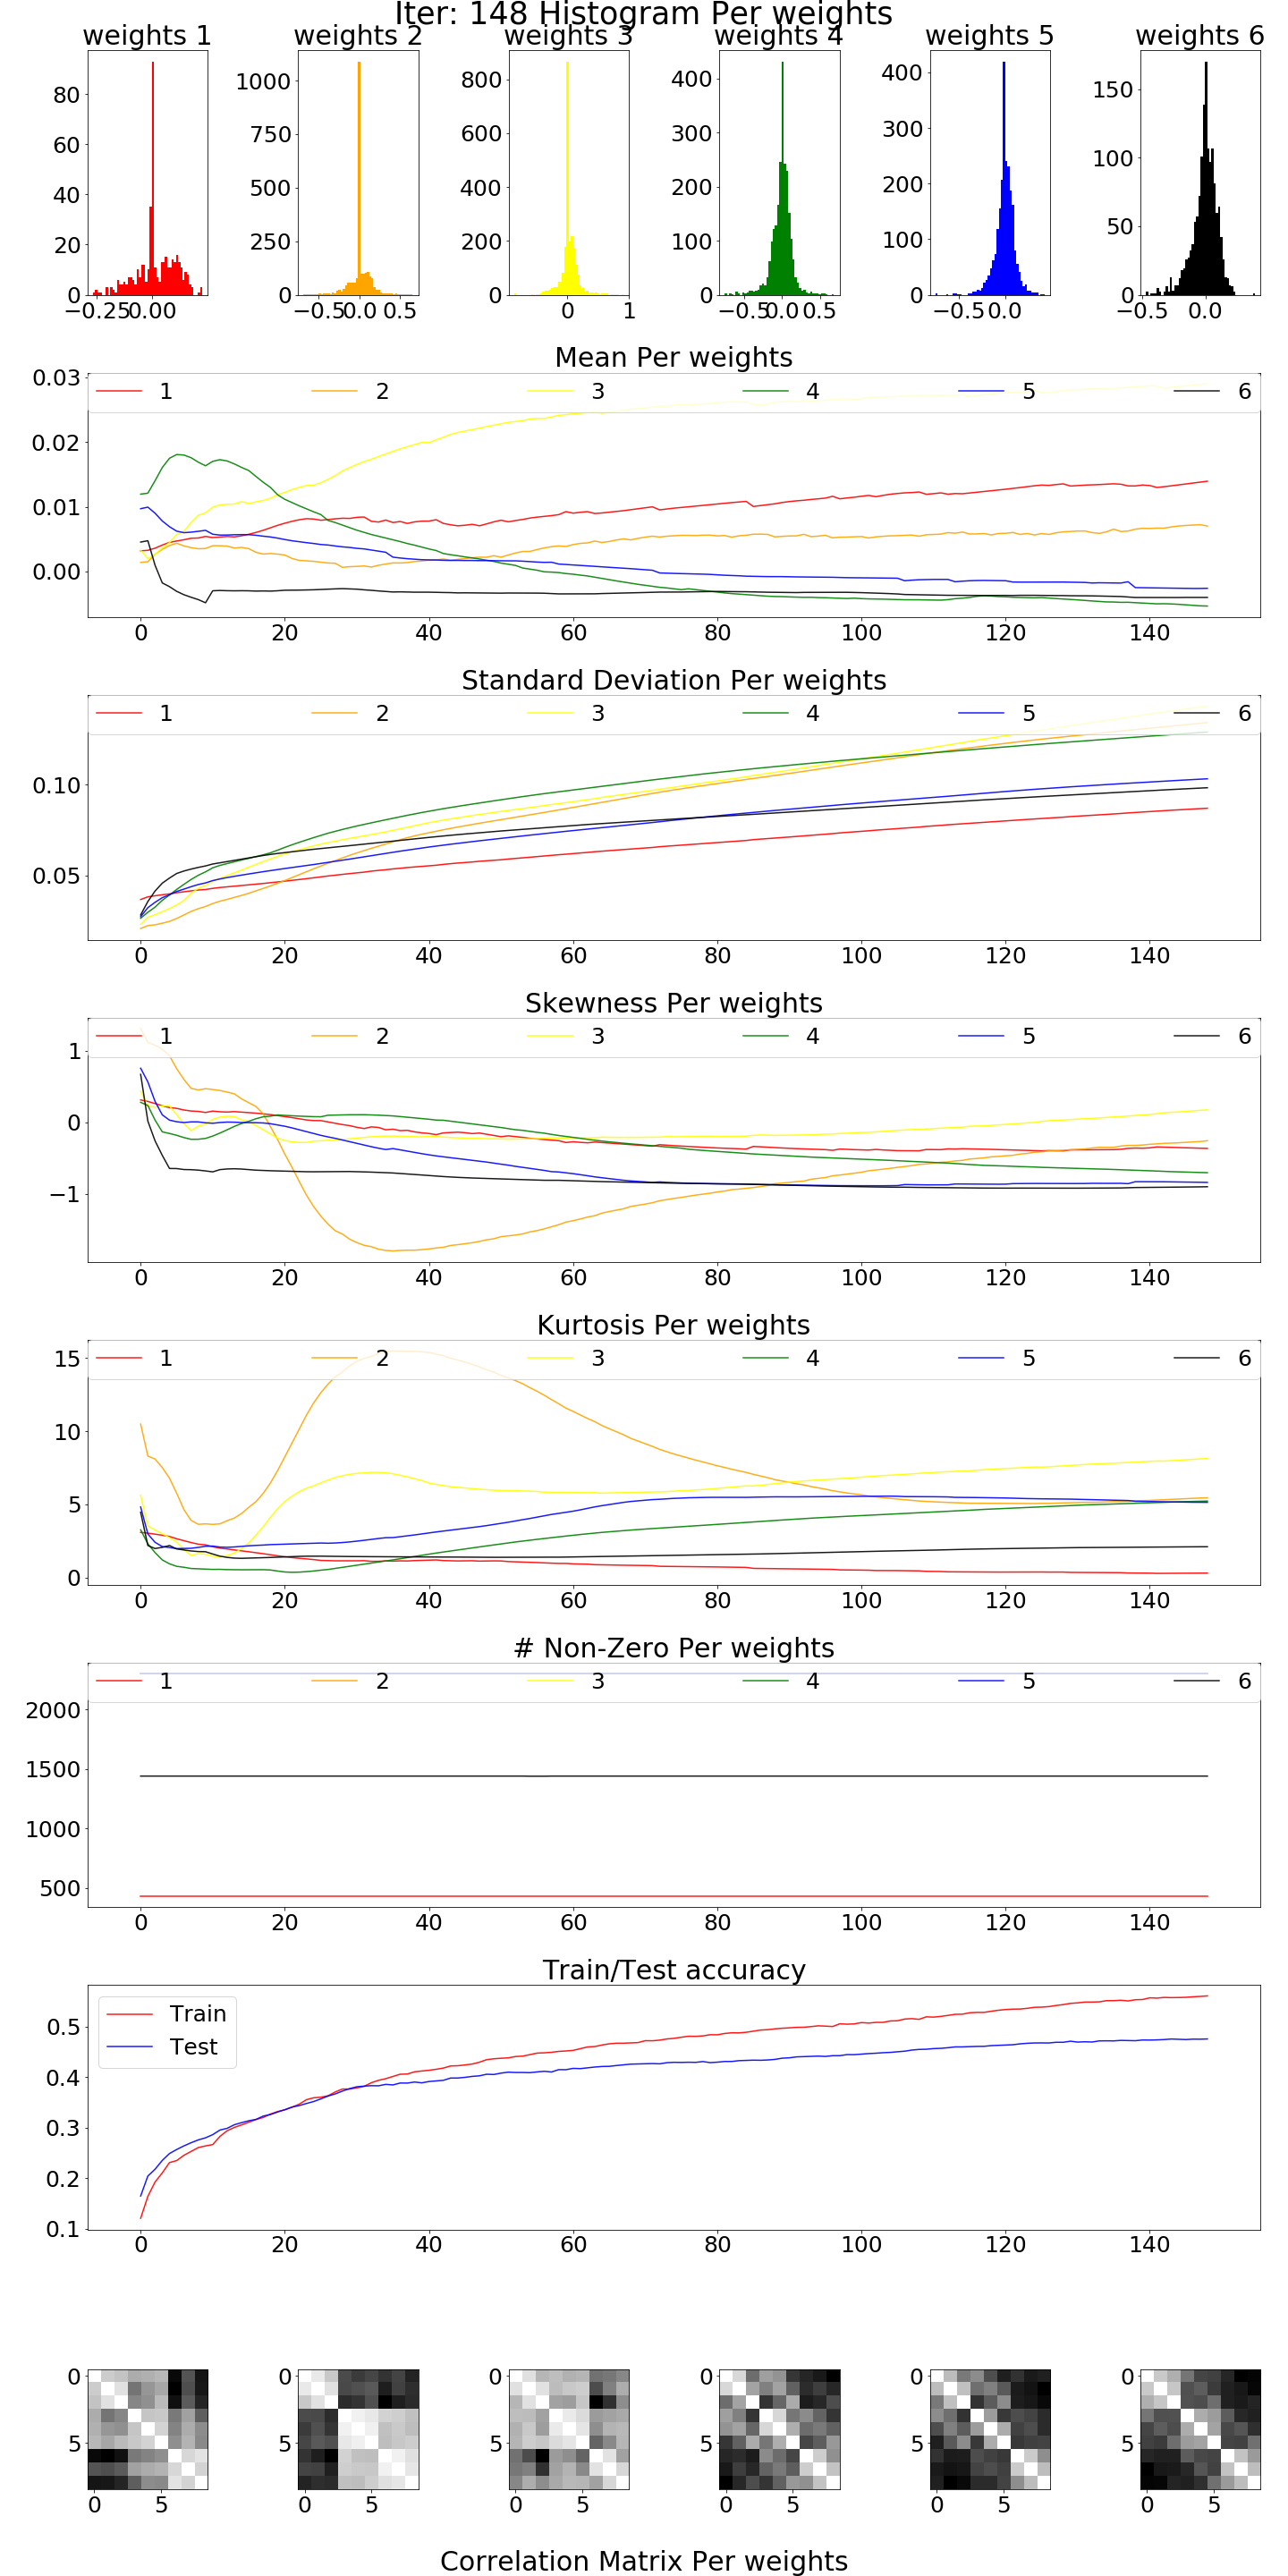 Iter: 148 Histogram Per weights
weights 1 weights 2 weights 3 weights 4 weights 5 weights 6
80 60 40 20 0
−0.25 0.00
1000 750 500 250 0
−0.5 0.0 0.5
800 600 400 200 0
0 1
400 300 200 100 0
−0.5 0.0 0.5
400 300 200 100 0
−0.5 0.0
150 100 50 0
−0.5 0.0
Mean Per weights
1 2 3 4 5 6
0.03
0.02
0.01
0.00
0 20 40 60 80 100 120 140
Standard Deviation Per weights
1 2 3 4 5 6
0.10
0.05
0 20 40 60 80 100 120 140
Skewness Per weights
1 2 3 4 5 6
1
0
−1
0 20 40 60 80 100 120 140
Kurtosis Per weights
1 2 3 4 5 6
15
10
5
0
0 20 40 60 80 100 120 140
# Non-Zero Per weights
1 2 3 4 5 6
2000
1500
1000
500
0 20 40 60 80 100 120 140
Train/Test accuracy
Train
Test
0.5
0.4
0.3
0.2
0.1
0 20 40 60 80 100 120 140
0 0 0 0 0 0
5 5 5 5 5 5
0 5 0 5 0 5 0 5 0 5 0 5
Correlation Matrix Per weights